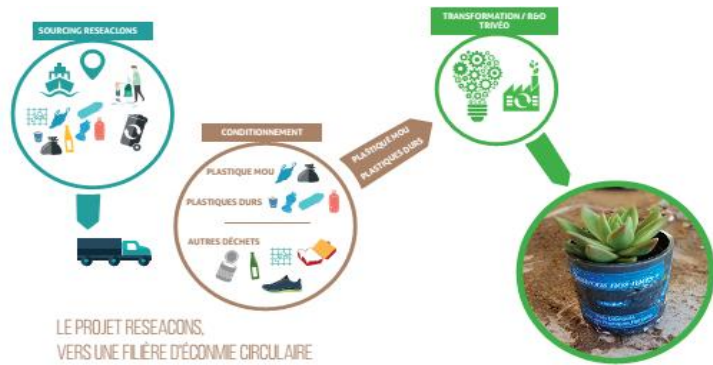 SOURCING RESEACLONS
CONDITIONNEMENT
PLASTIQUE MOU
PLASTIQUES DURS
AUTRES DÉCHETS
PLASTIQUE MOU
PLASTIQUES DURS
TRANSFORMATION / R&D
TRIVÉO
LE PROJET RESEACONS,
VERS UNE FILIÈRE D'ÉCONMIE CIRCULAIRE